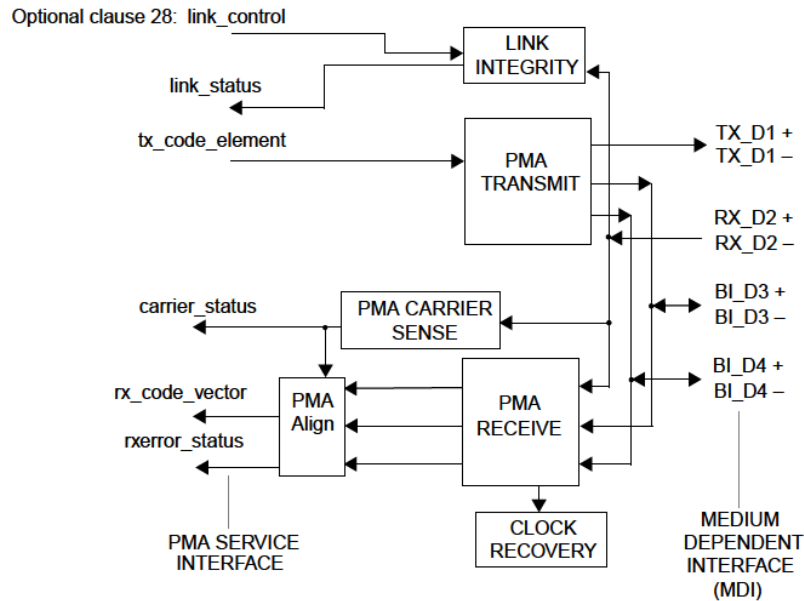 Optional clause 28: link_control
LINK
INTEGRITY
link_status
tx_code_element
PMA
TRANSMIT
TX_D1 +
TX_D1 –
RX_D2 +
RX_D2 –
carrier_status
PMA CARRIER
SENSE
BI_D3 +
BI_D3 –
rx_code_vector
rxerror_status
PMA
Align
PMA
RECEIVE
BI_D4 +
BI_D4 –
CLOCK
RECOVERY
PMA SERVICE
INTERFACE
MEDIUM
DEPENDENT
INTERFACE
(MDI)